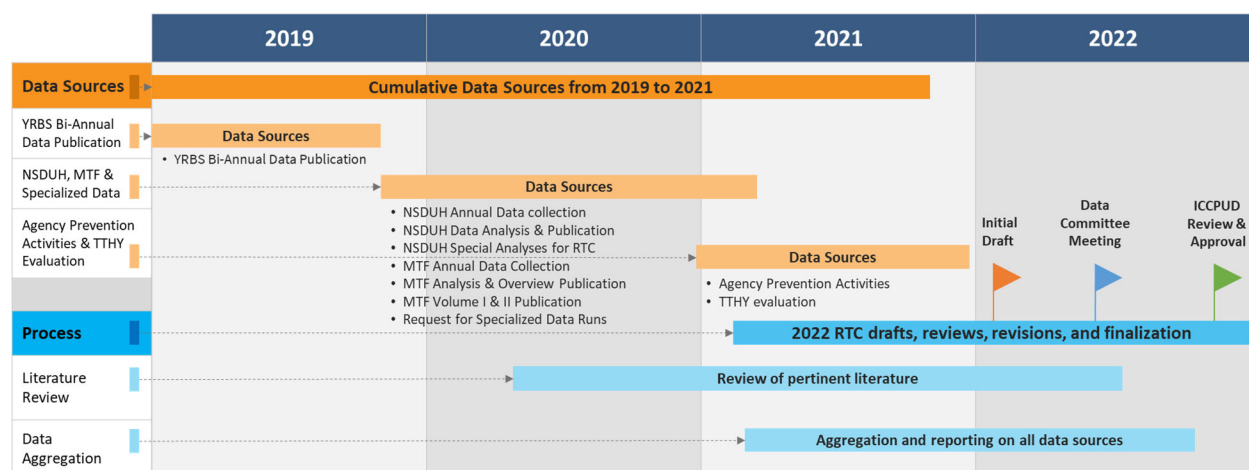 2019 2020 2021 2022
Data Sources
Cumulative Data Sources from 2019 to 2021
YRBS Bi-Annual
Data Publication
Data Sources
• YRBS Bi-Annual Data Publication
NSDUH, MTF &
Specialized Data
Data Sources
• NSDUH Annual Data collection
• NSDUH Data Analysis & Publication
• NSDUH Special Analyses for RTC
• MTF Annual Data Collection
• MTF Analysis & Overview Publication
• MTF Volume I & II Publication
• Request for Specialized Data Runs
Agency Prevention
Activities & TTHY
Evaluation
Data Sources
• Agency Prevention Activities
• TTHY evaluation
Initial
Draft
Data
Committee
Meeting
ICCPUD
Review &
Approval
Process
2022 RTC drafts, reviews, revisions, and finalization
Literature
Review
Review of pertinent literature
Data
Aggregation
Aggregation and reporting on all data sources